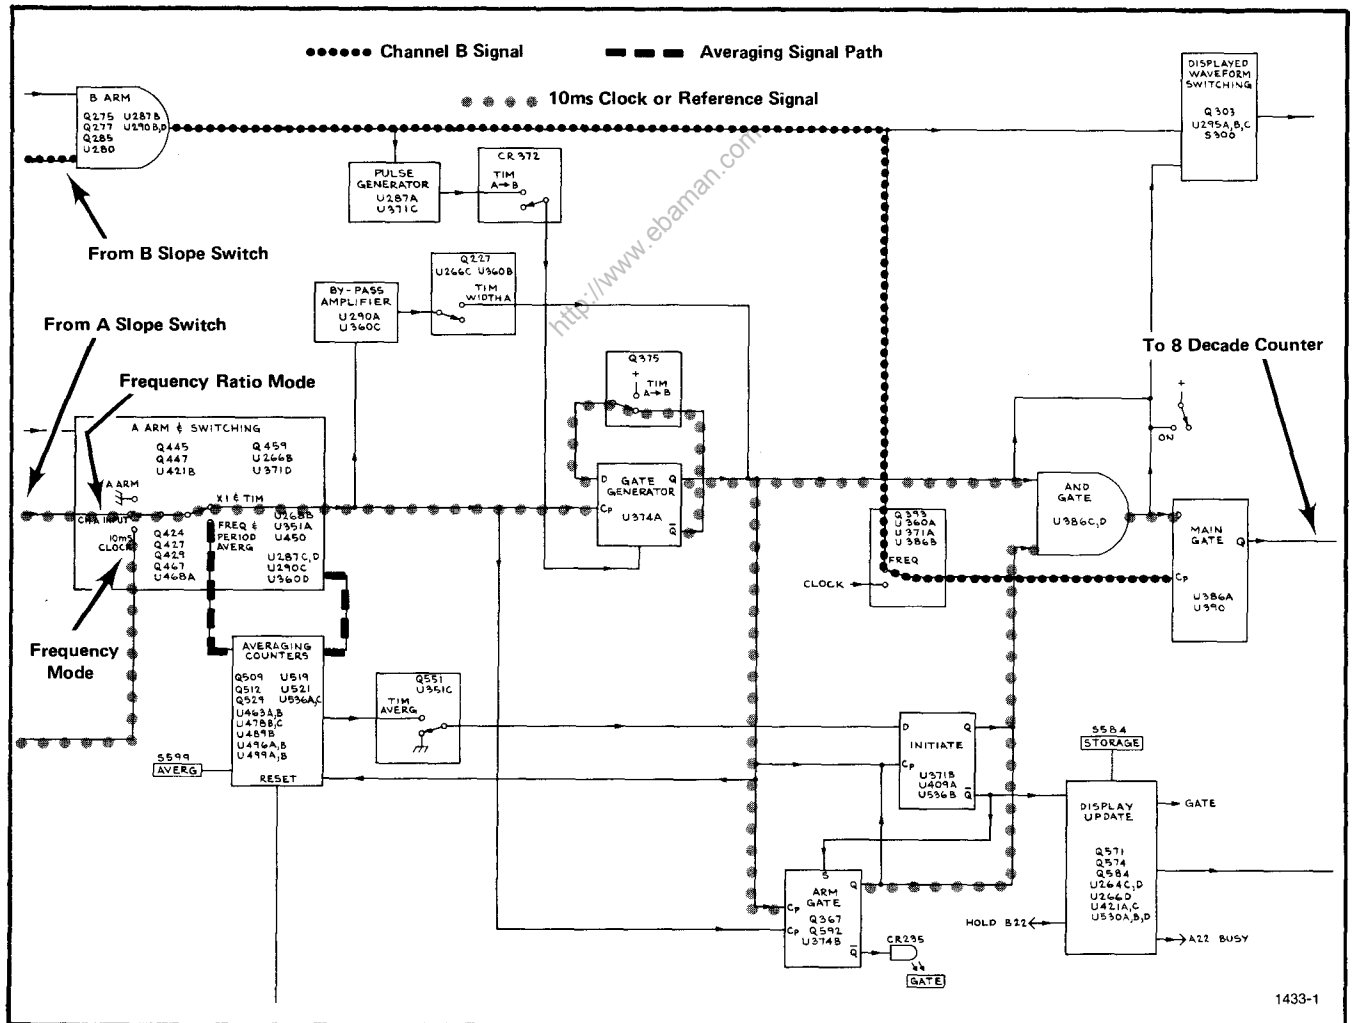 Channel B Signal
Averaging Signal Path
10ms Clock or Reference Signal
DISPLAYED
WAVEFORM
SWITCHING
Q303
U295A,B,C
S300
B ARM
Q275 U287B
Q277 U290B,D
Q285
U280
PULSE
GENERATOR
U287A
U371C
CR372
TIM
A→B
From B Slope Switch
http://www.ebaman.com
Q227
U266C U360B
TIM
WIDTH A
BY-PASS
AMPLIFIER
U290A
U360C
From A Slope Switch
Frequency Ratio Mode
Q375
+
TIM
A→B
To 8 Decade Counter
+
ON
A ARM & SWITCHING
Q445 Q459
Q447 U266B
U421B U371D
A ARM
X1 & TIM
CH A INPUT
10ms
CLOCK
FREQ &
PERIOD
AVERG
U268B
U351A
U450
U287C,D
U290C
U360D
Q424
Q427
Q429
Q467
U468A
D GATE Q
GENERATOR
Cp
U374A
Q
AND
GATE
U386C,D
Q393
U360A
U371A
U386B
FREQ
CLOCK
D
MAIN
GATE Q
Cp
U386A
U390
Frequency
Mode
AVERAGING
COUNTERS
Q509 U519
Q512 U521
Q529 U536A,C
U463A,B
U478B,C
U489B
U496A,B
U499A,B
RESET
S599
AVERG
Q551
U351C
TIM
AVERG
D Q
INITIATE
Cp
U371B
U409A
U536B Q
S584
STORAGE
DISPLAY
UPDATE
Q571
Q574
Q584
U264C,D
U266D
U421A,C
U530A,B,D
GATE
HOLD B22
A22 BUSY
S
ARM Q
GATE
Cp
Q367
Cp Q592
U374B
Q
CR235
GATE
1433-1